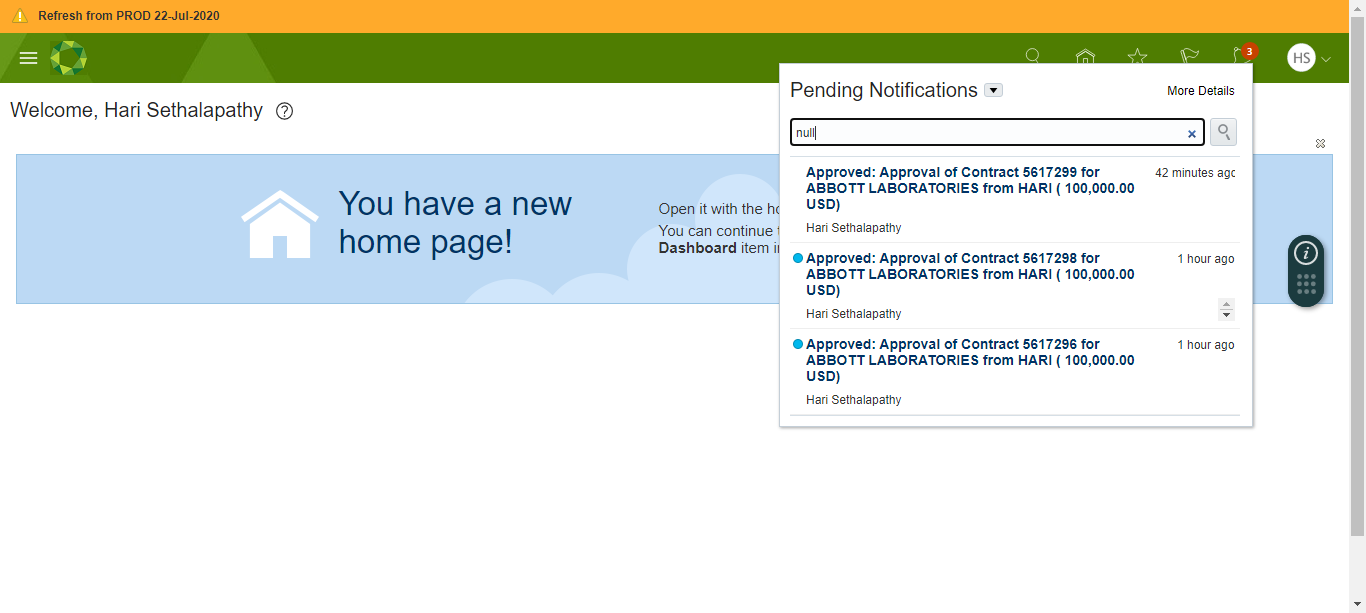 Refresh from PROD 22-Jul-2020
3
HS
Welcome, Hari Sethalapathy ?
Pending Notifications
More Details
null
You have a new
home page!
Open it with the
You can continue
Dashboard item
Approved: Approval of Contract 5617299 for
ABBOTT LABORATORIES from HARI ( 100,000.00
USD)
42 minutes ago
Hari Sethalapathy
Approved: Approval of Contract 5617298 for
ABBOTT LABORATORIES from HARI ( 100,000.00
USD)
1 hour ago
Hari Sethalapathy
Approved: Approval of Contract 5617296 for
ABBOTT LABORATORIES from HARI ( 100,000.00
USD)
1 hour ago
Hari Sethalapathy
i